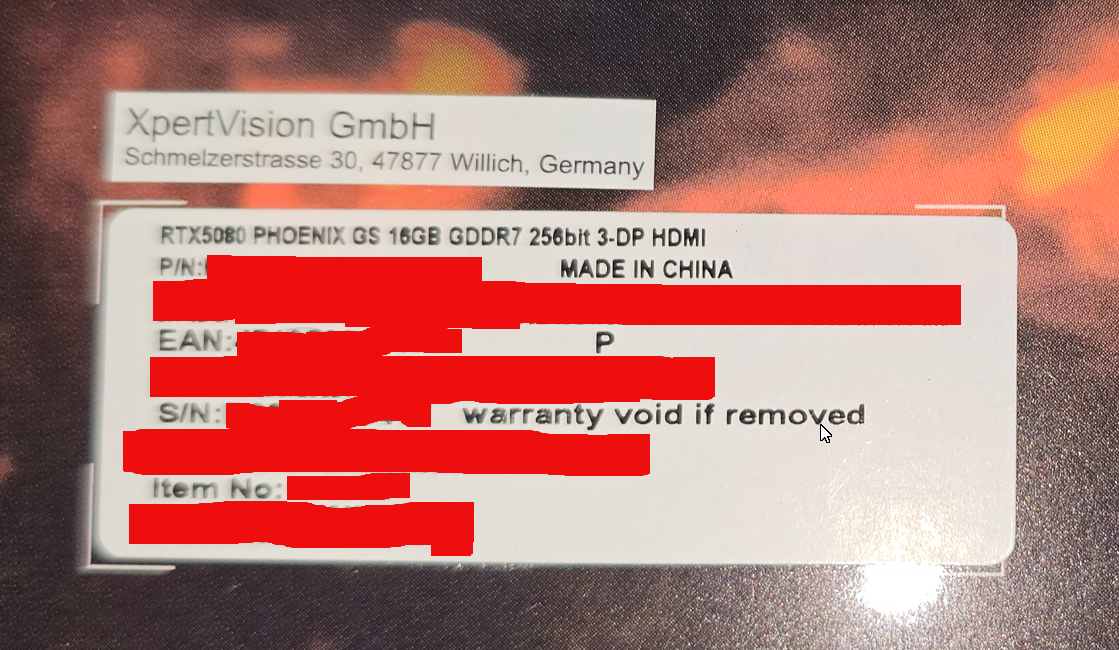 XpertVision GmbH
Schmelzerstrasse 30, 47877 Willich, Germany
RTX5080 PHOENIX GS 16GB GDDR7 256bit 3-DP HDMI
P/N: MADE IN CHINA
EAN: P
S/N: warranty void if removed
Item No: